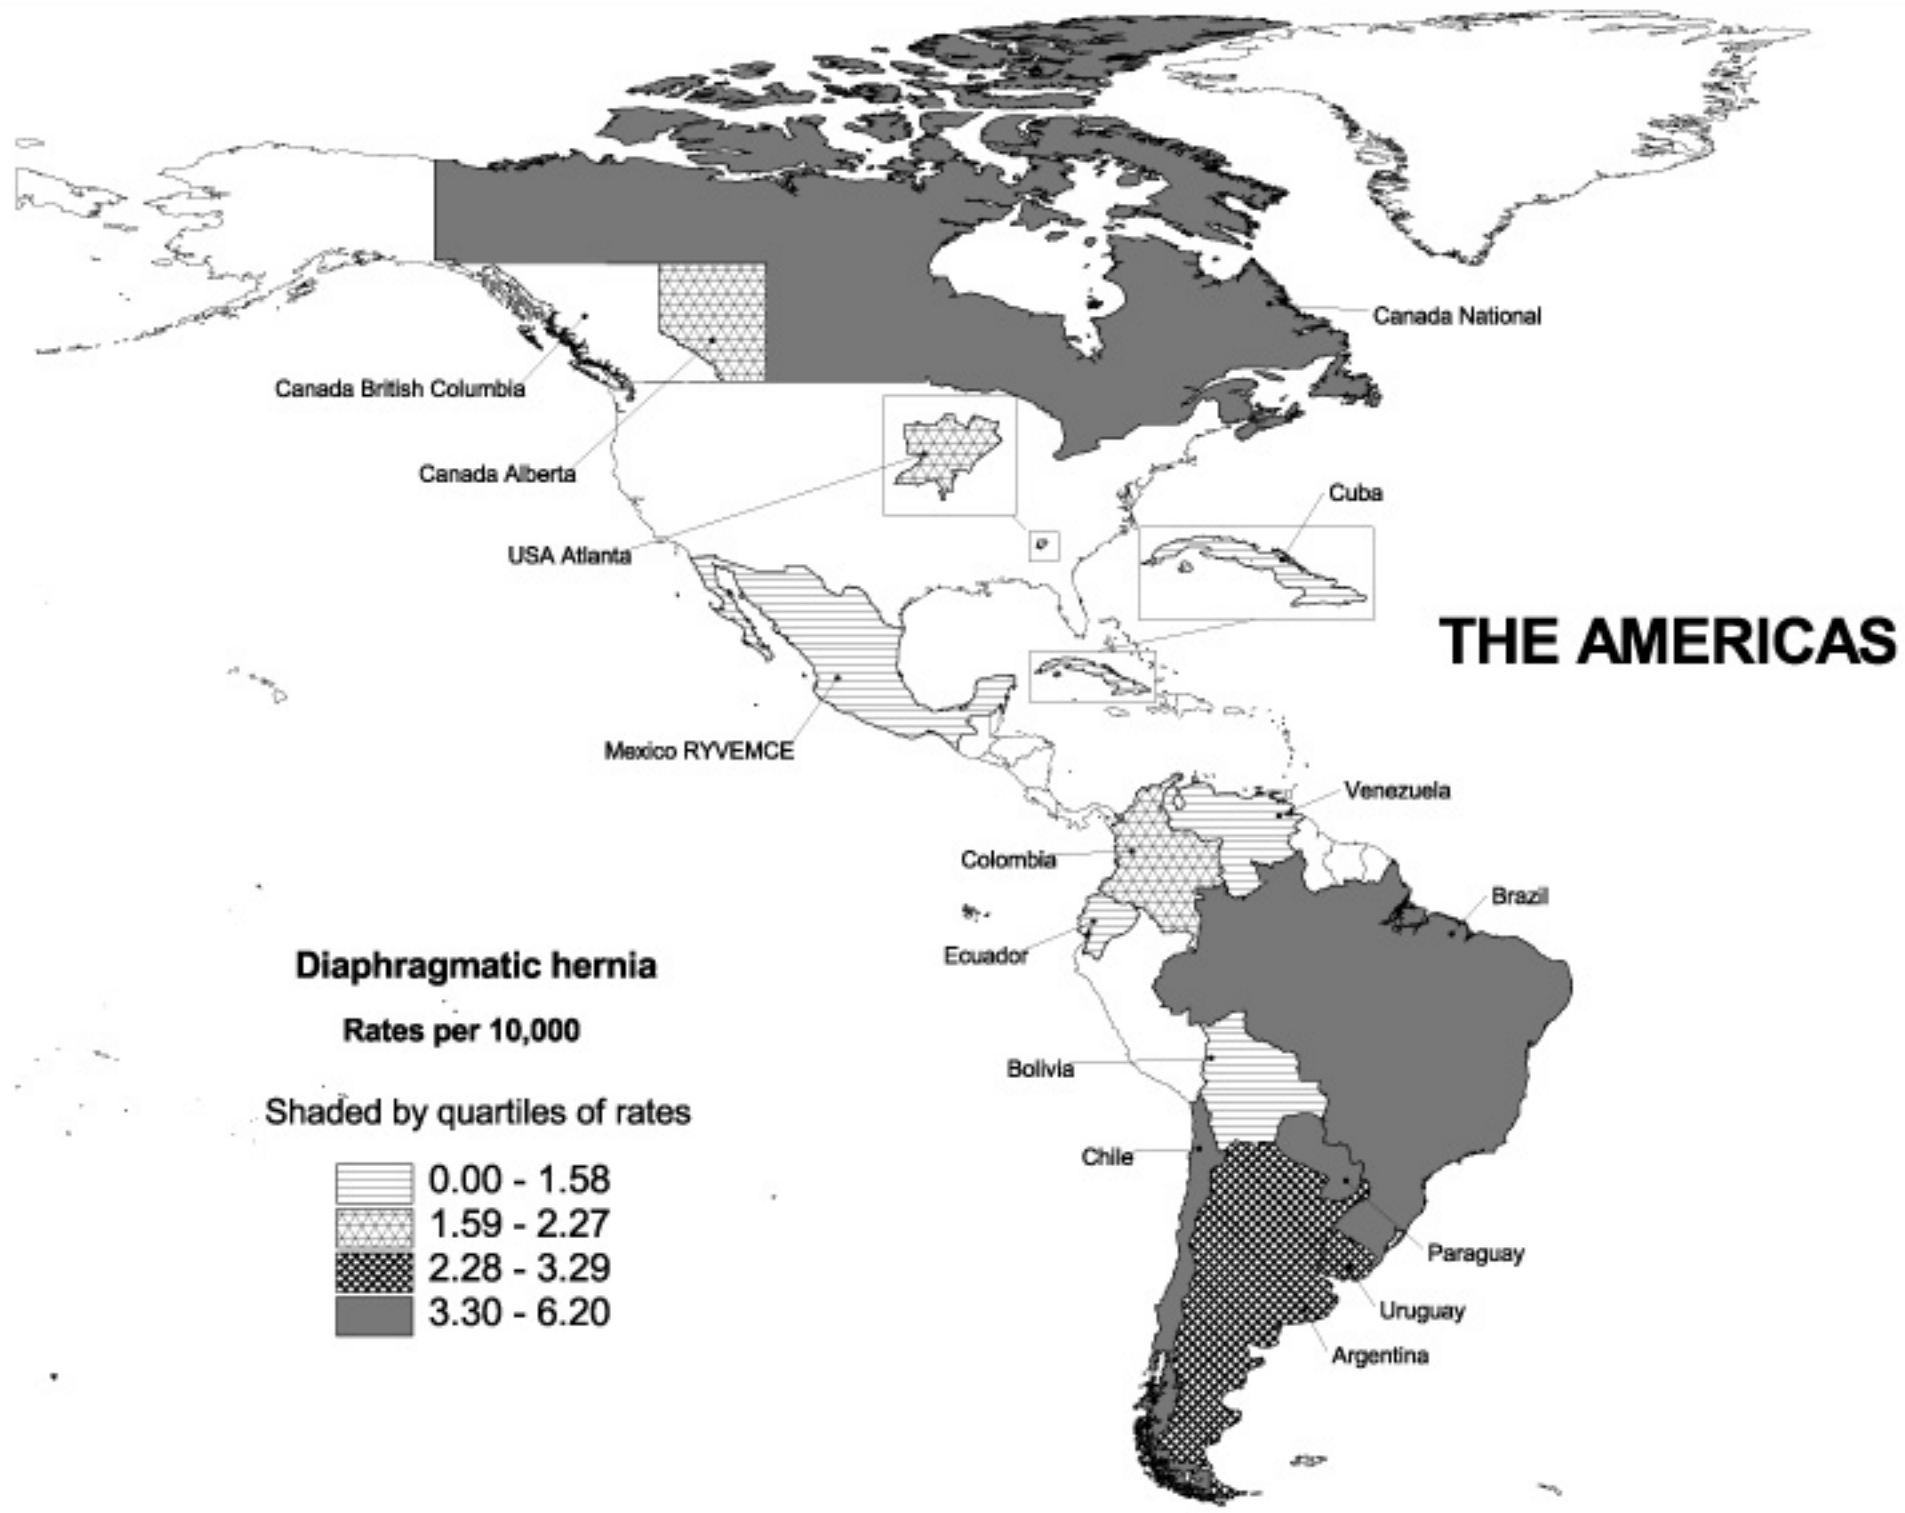 Canada National
Canada British Columbia
Canada Alberta
Cuba
USA Atlanta
THE AMERICAS
Mexico RYVEMCE
Venezuela
Colombia
Brazil
Ecuador
Diaphragmatic hernia
Rates per 10,000
Bolivia
Shaded by quartiles of rates
Chile
0.00 - 1.58
1.59 - 2.27
Paraguay
2.28 - 3.29
Uruguay
3.30 - 6.20
Argentina